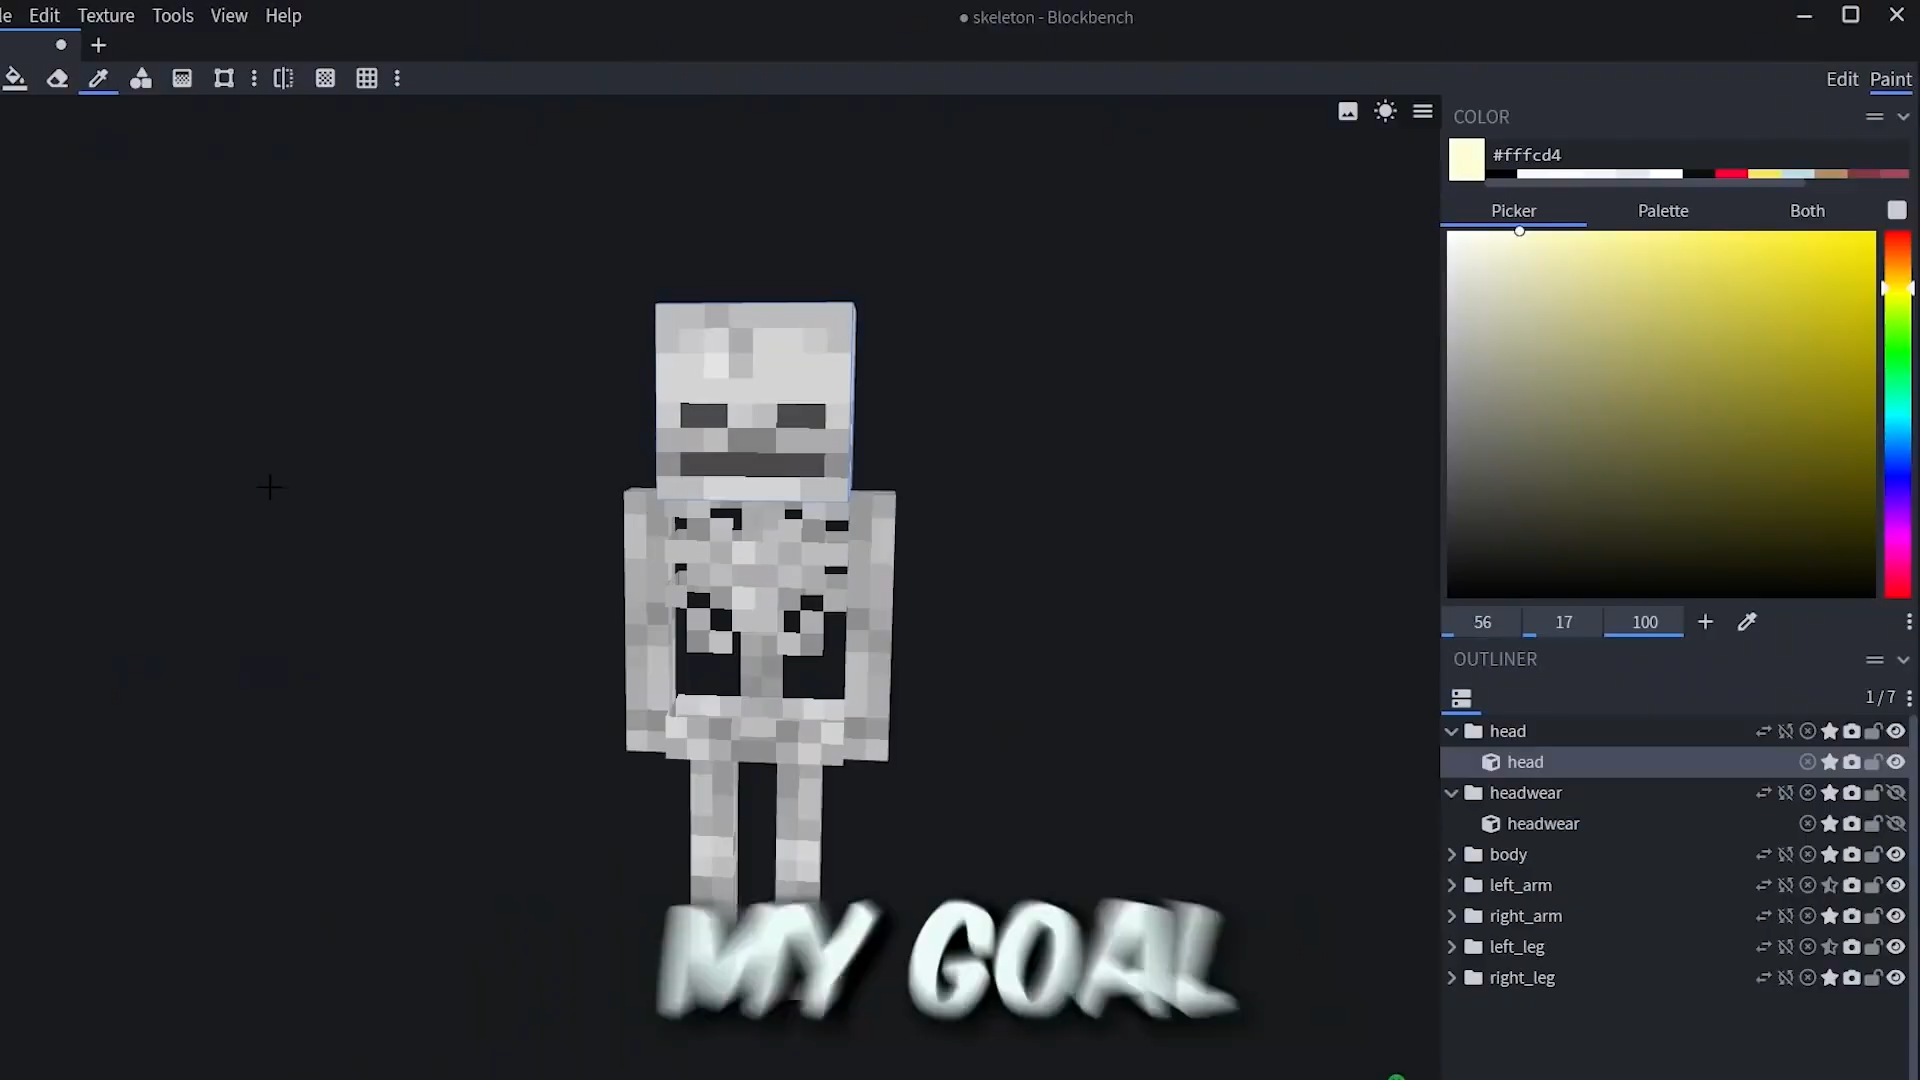 Edit Texture Tools View Help
skeleton - Blockbench
Edit Paint
COLOR
#fffcd4
Picker Palette Both
56 17 100
OUTLINER
1/7
head
head
headwear
headwear
body
left_arm
right_arm
left_leg
right_leg
MY GOAL